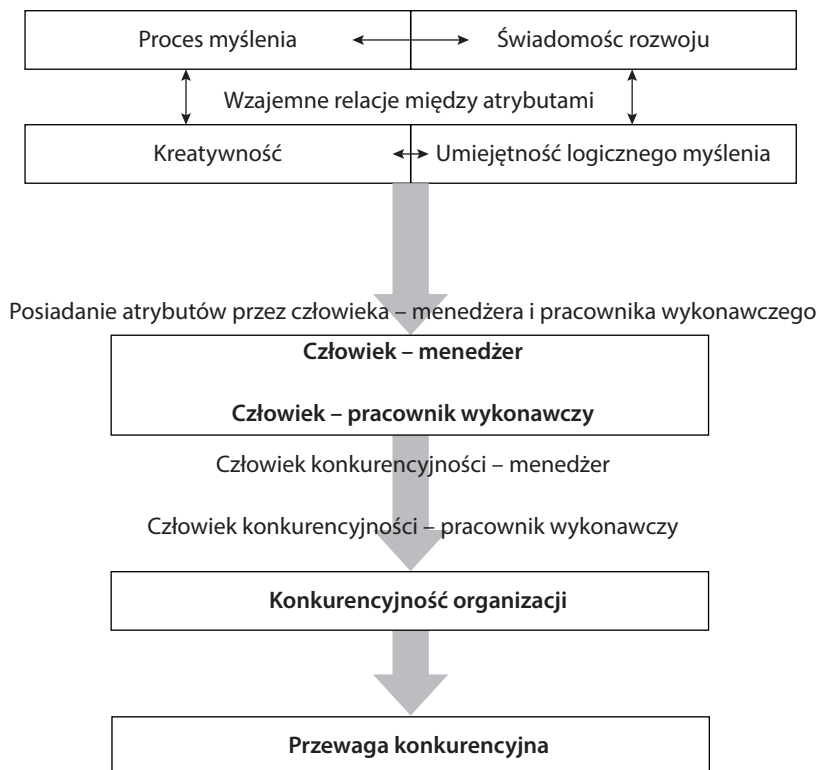 Proces myślenia
Świadomośc rozwoju
Wzajemne relacje między atrybutami
Kreatywność
Umiejętność logicznego myślenia
Posiadanie atrybutów przez człowieka – menedżera i pracownika wykonawczego
Człowiek – menedżer
Człowiek – pracownik wykonawczy
Człowiek konkurencyjności – menedżer
Człowiek konkurencyjności – pracownik wykonawczy
Konkurencyjność organizacji
Przewaga konkurencyjna